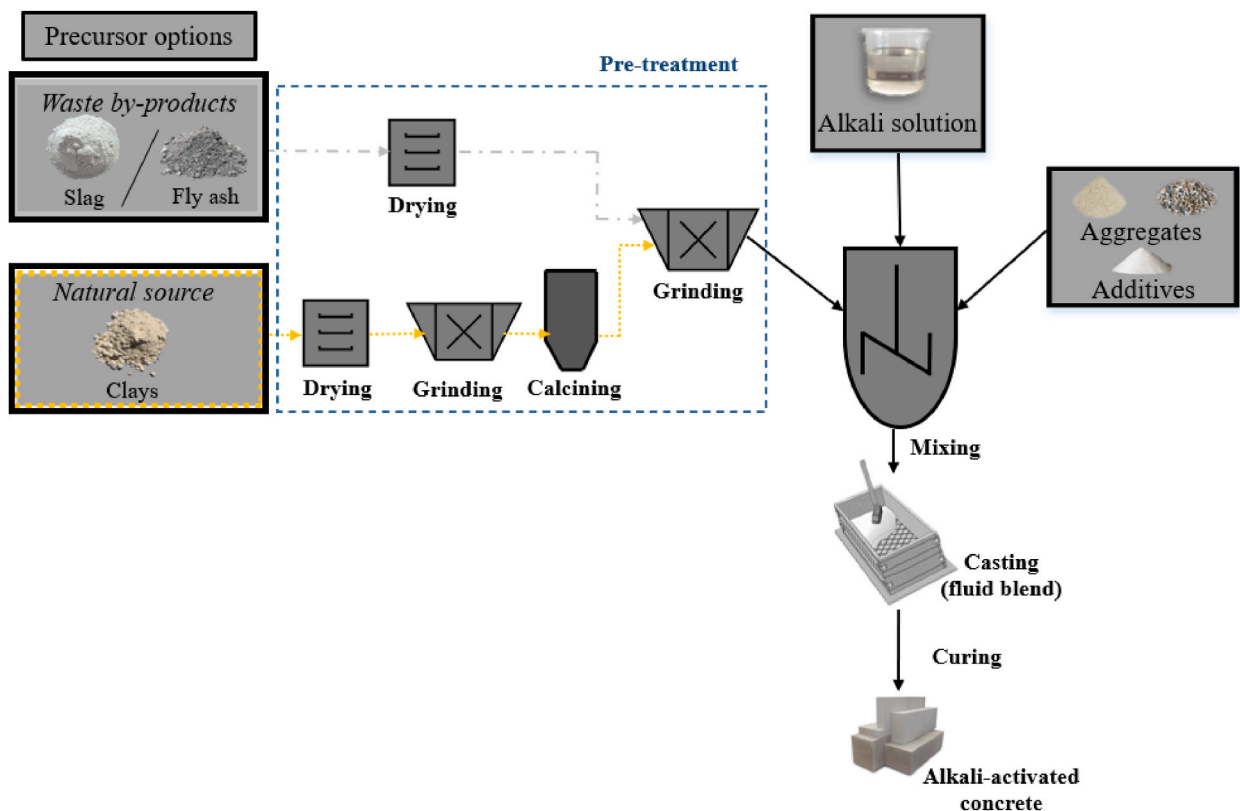 Precursor options
Pre-treatment
Waste by-products
Slag
Fly ash
Drying
Grinding
Natural source
Clays
Drying
Grinding
Calcining
Alkali solution
Aggregates
Additives
Mixing
Casting
(fluid blend)
Curing
Alkali-activated
concrete